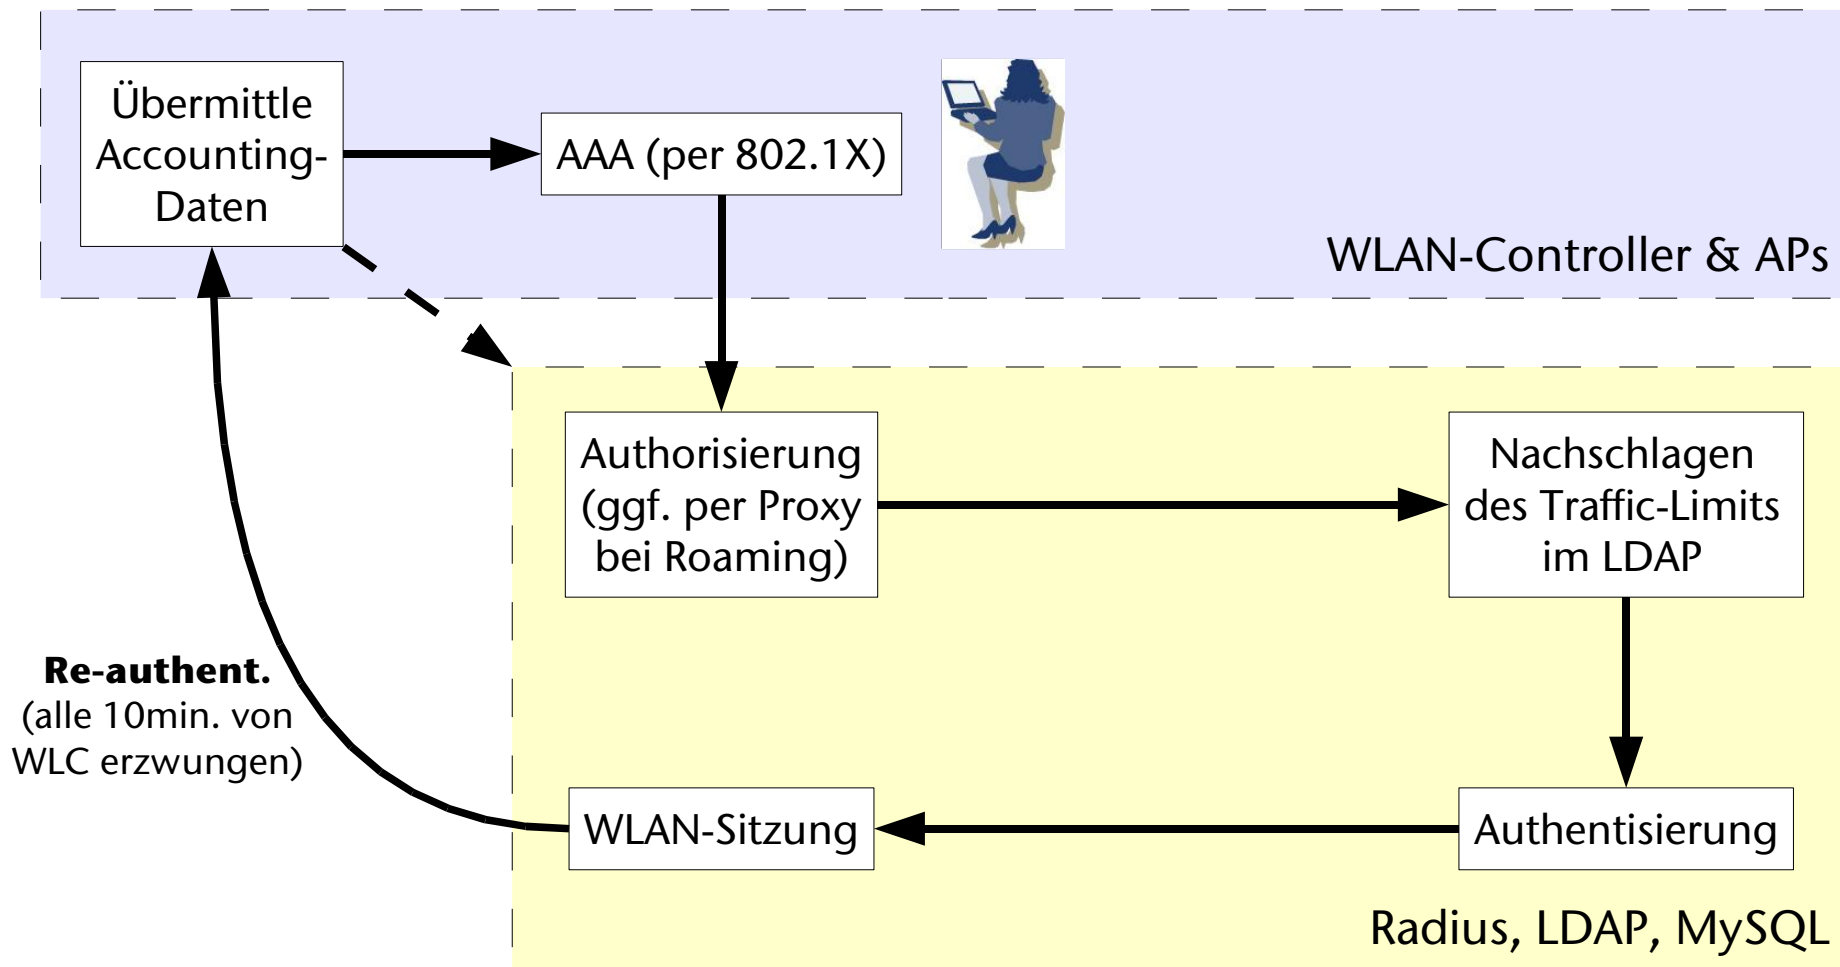 Übermittle
Accounting-
Daten
AAA (per 802.1X)
WLAN-Controller & APs
Authorisierung
(ggf. per Proxy
bei Roaming)
Nachschlagen
des Traffic-Limits
im LDAP
Re-authent.
(alle 10min. von
WLC erzwungen)
WLAN-Sitzung
Authentisierung
Radius, LDAP, MySQL